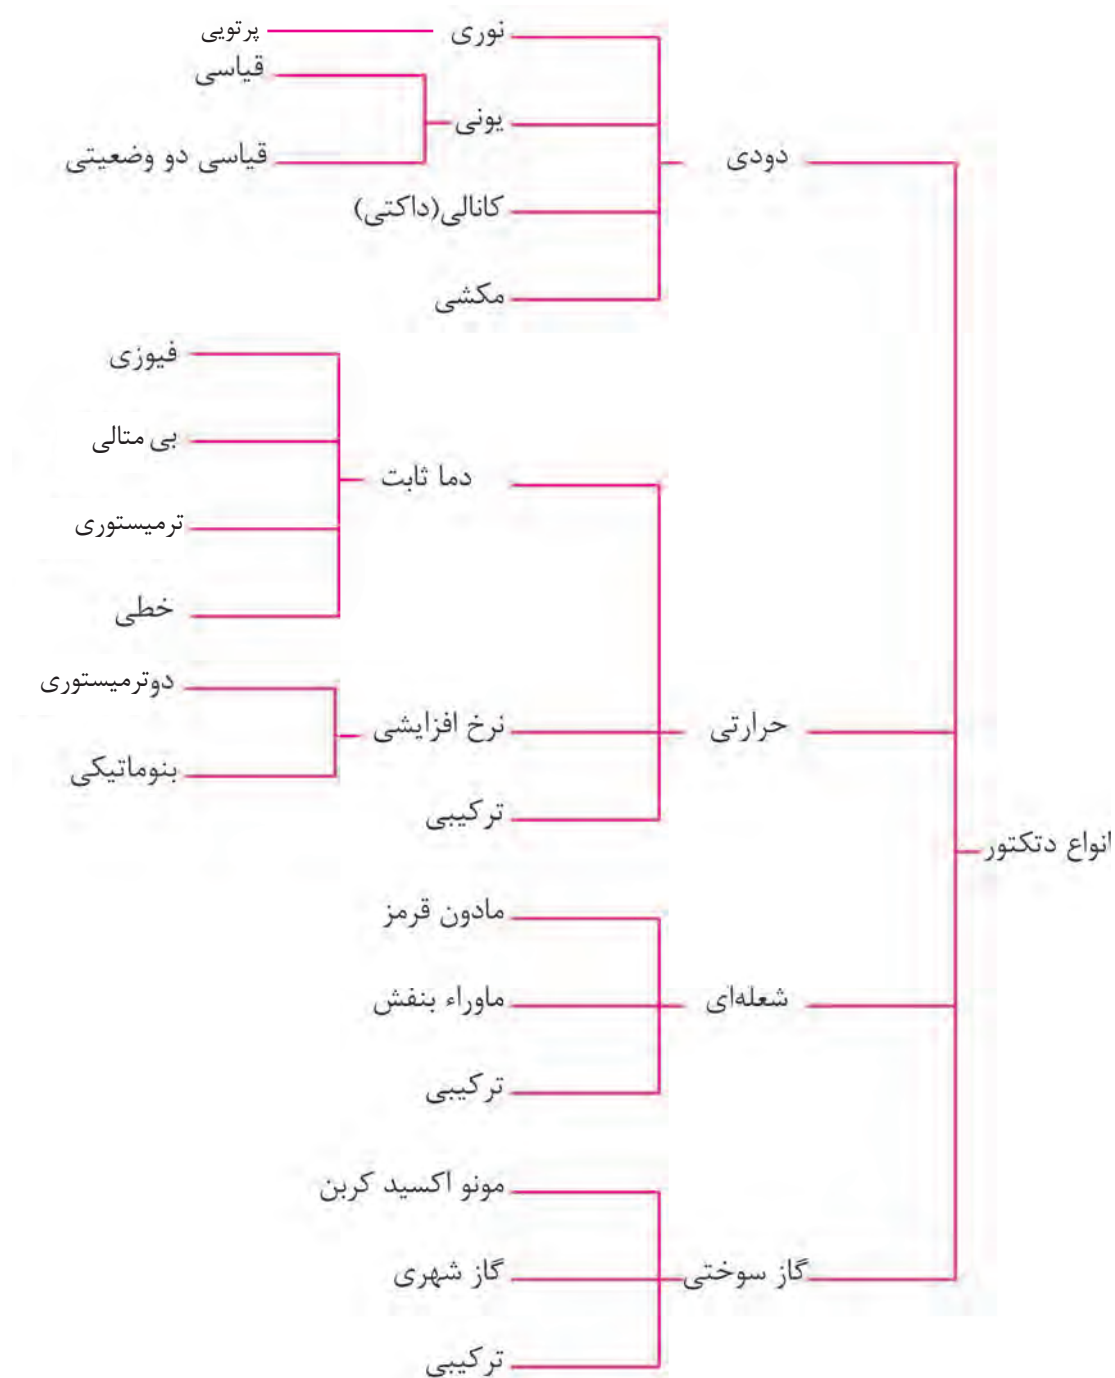 انواع دتکتور
دودی
نوری
پرتویی
یونی
قیاسی
قیاسی دو وضعیتی
کانالی(داکتی)
مکشی
حرارتی
دما ثابت
فیوزی
بی متالی
ترمیستوری
خطی
نرخ افزایشی
دوترمیستوری
بنوماتیکی
ترکیبی
شعله‌ای
مادون قرمز
ماوراء بنفش
ترکیبی
گاز سوختی
مونو اکسید کربن
گاز شهری
ترکیبی